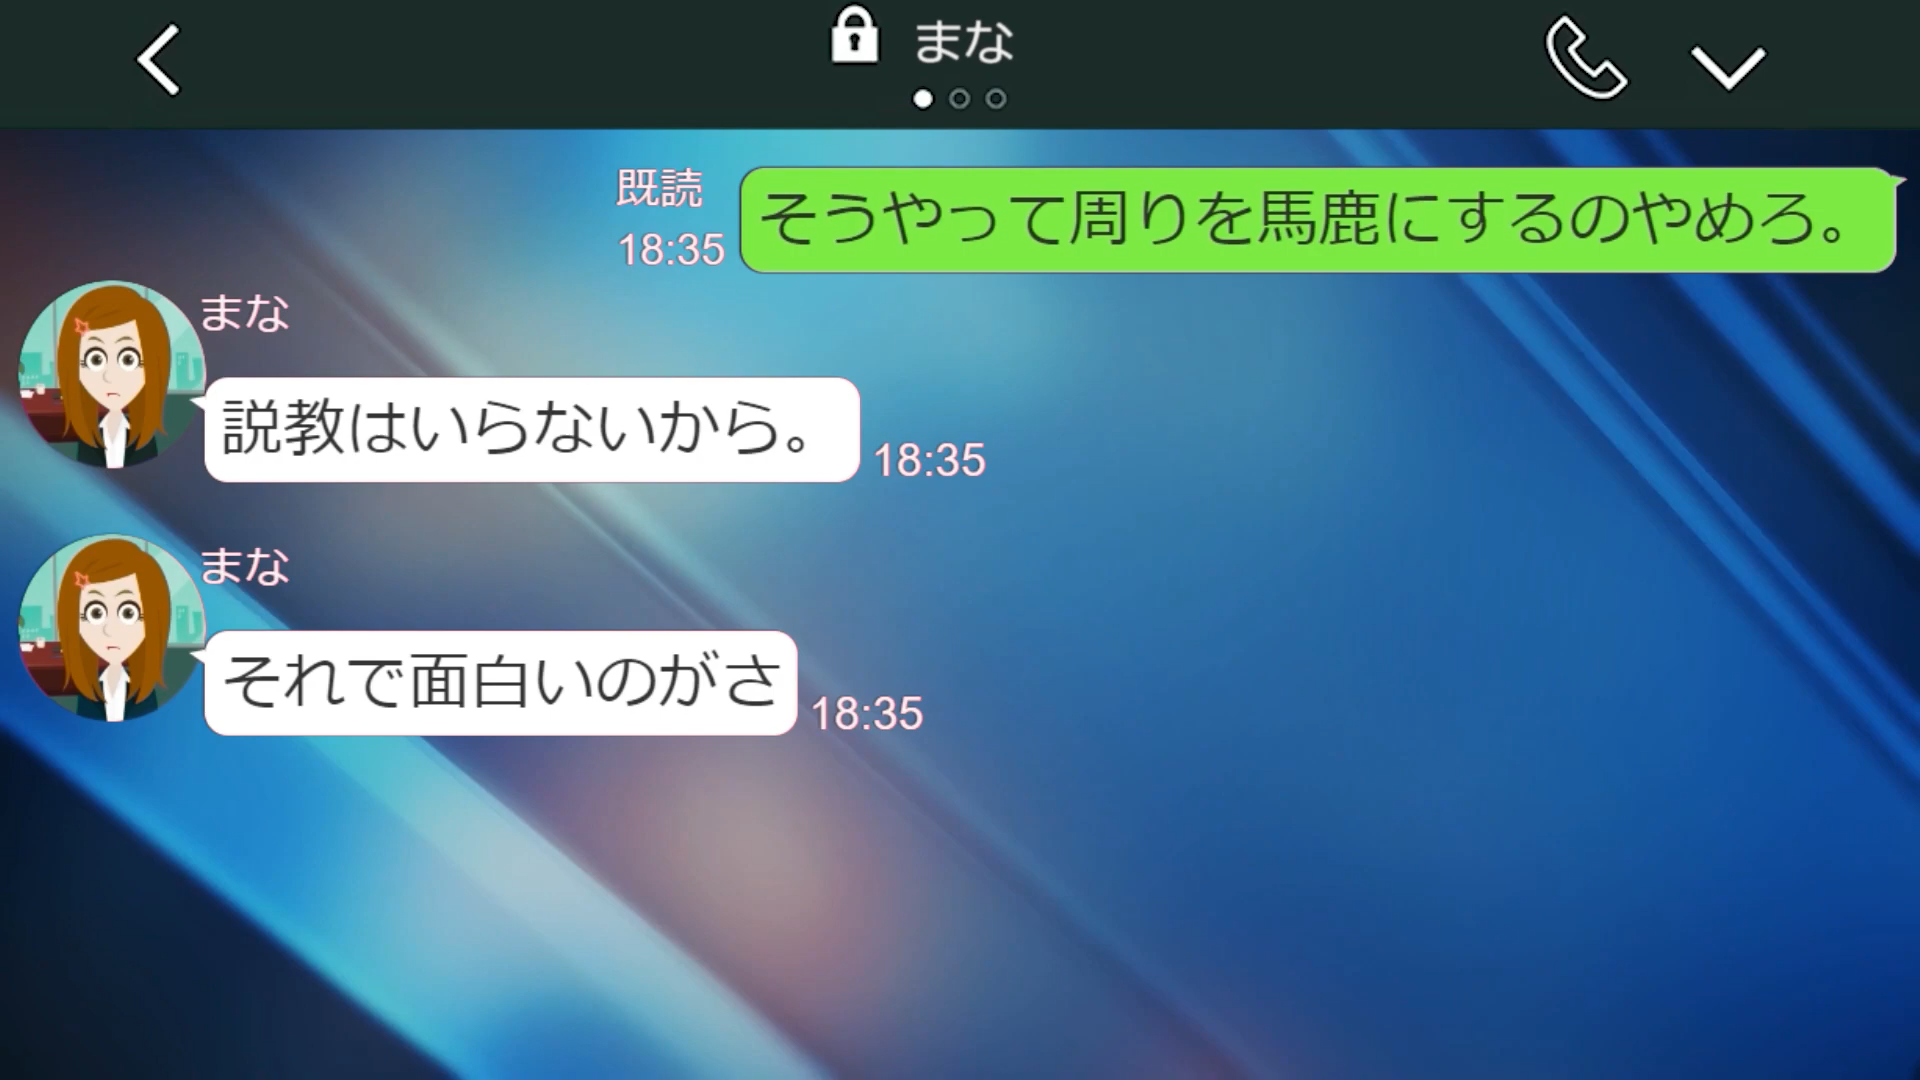 まな
そうやって周りを馬鹿にするのやめろ。
既読
18:35
まな
説教はいらないから。
18:35
まな
それで面白いのがさ
18:35